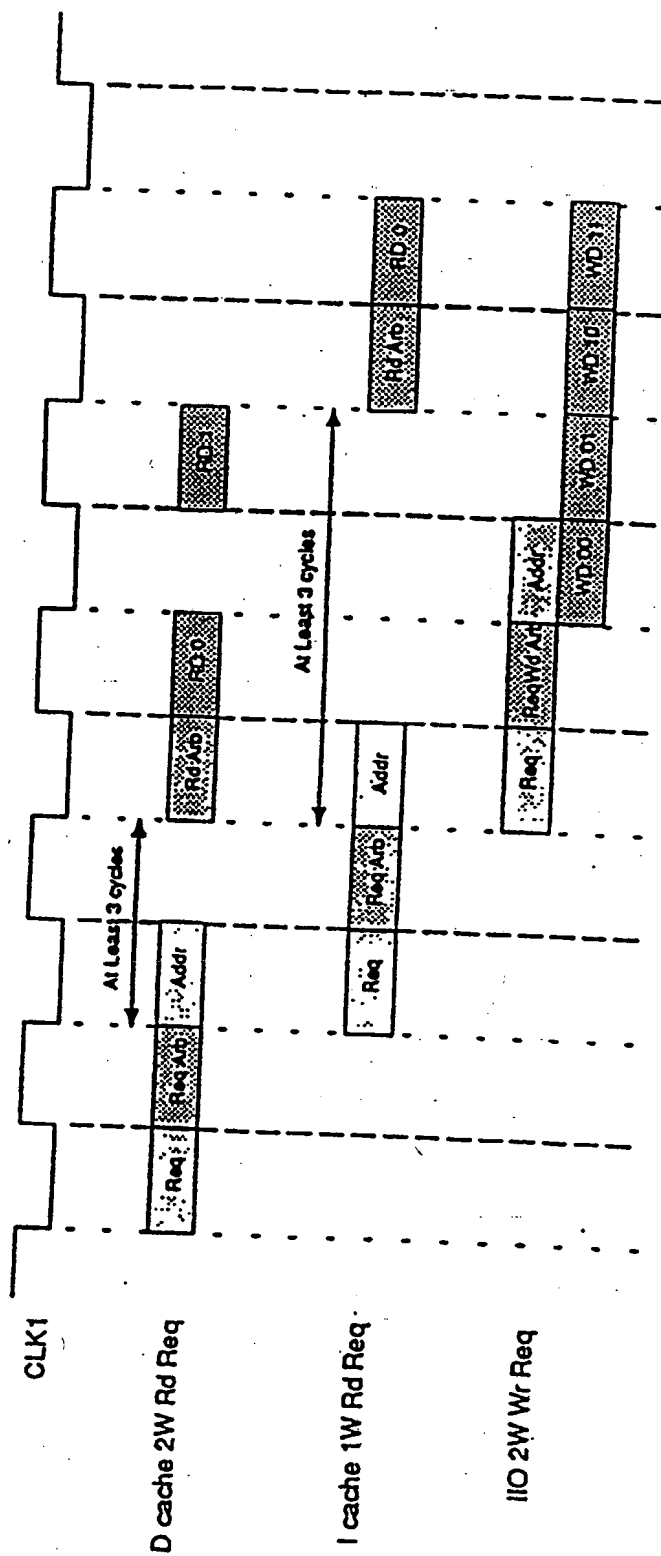 CLK1
D cache 2W Rd Req
Req
Req Arb
Addr
At Least 3 cycles
Rd Arb
RD 0
RD 1
I cache 1W Rd Req
Req
Req Arb
Addr
At Least 3 cycles
Rd Arb
RD 0
IIO 2W Wr Req
Req
ReqWd Arb
Addr
WD 00
WD 01
WD 10
WD 11